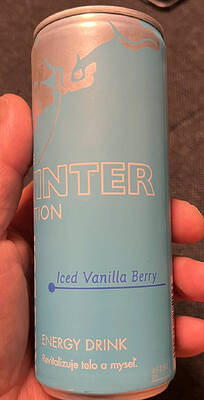 INTER
TION
Iced Vanilla Berry
ENERGY DRINK
Revitalizuje telo a myseľ.